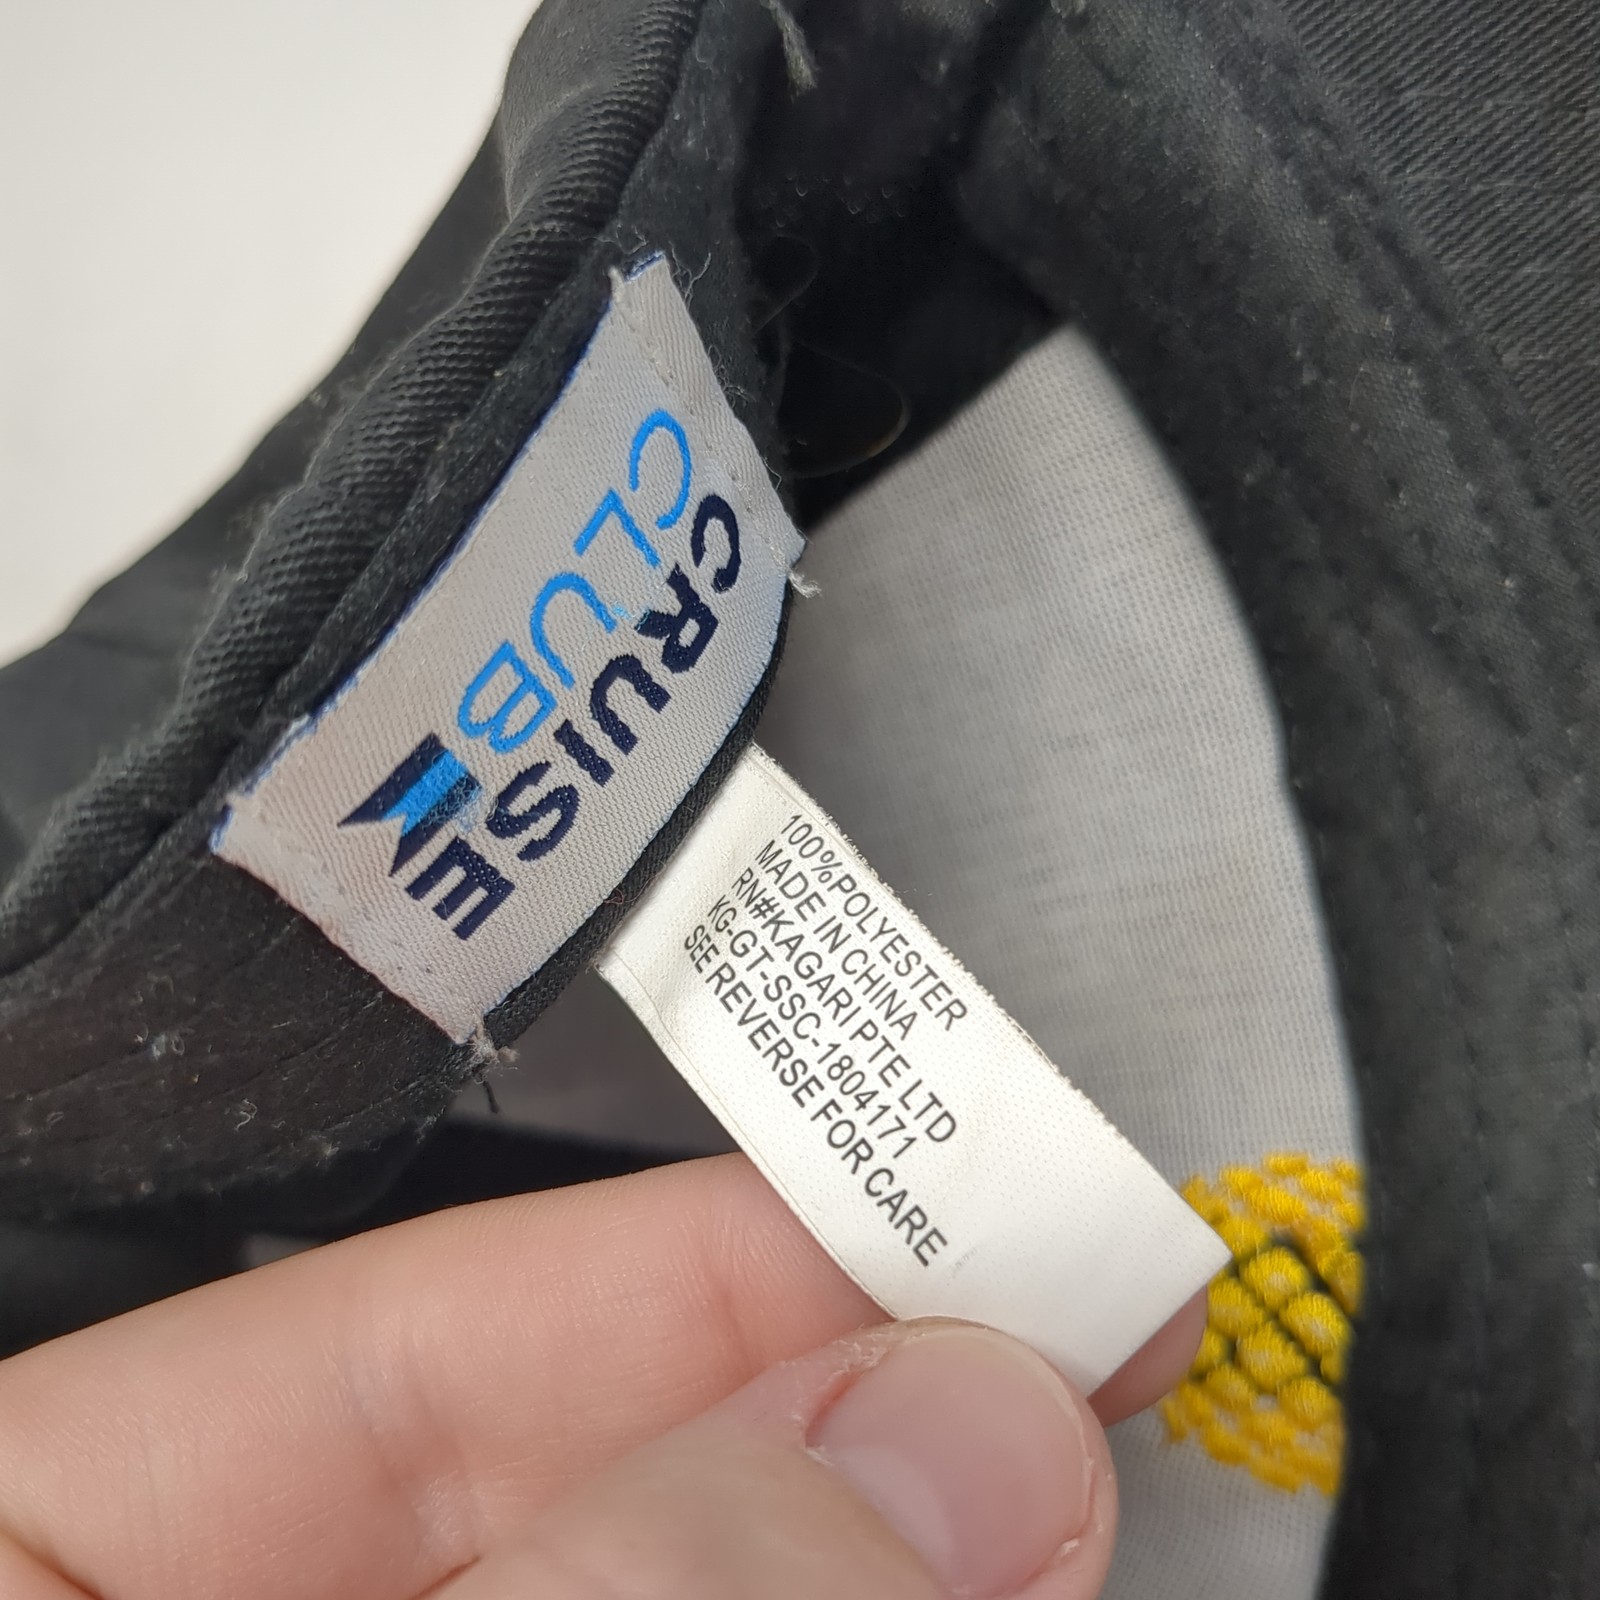 CRUISE
CLUB
100%POLYESTER
MADE IN CHINA
RN#KAGARI PTE LTD
KG-GT-SSC-1804171
SEE REVERSE FOR CARE